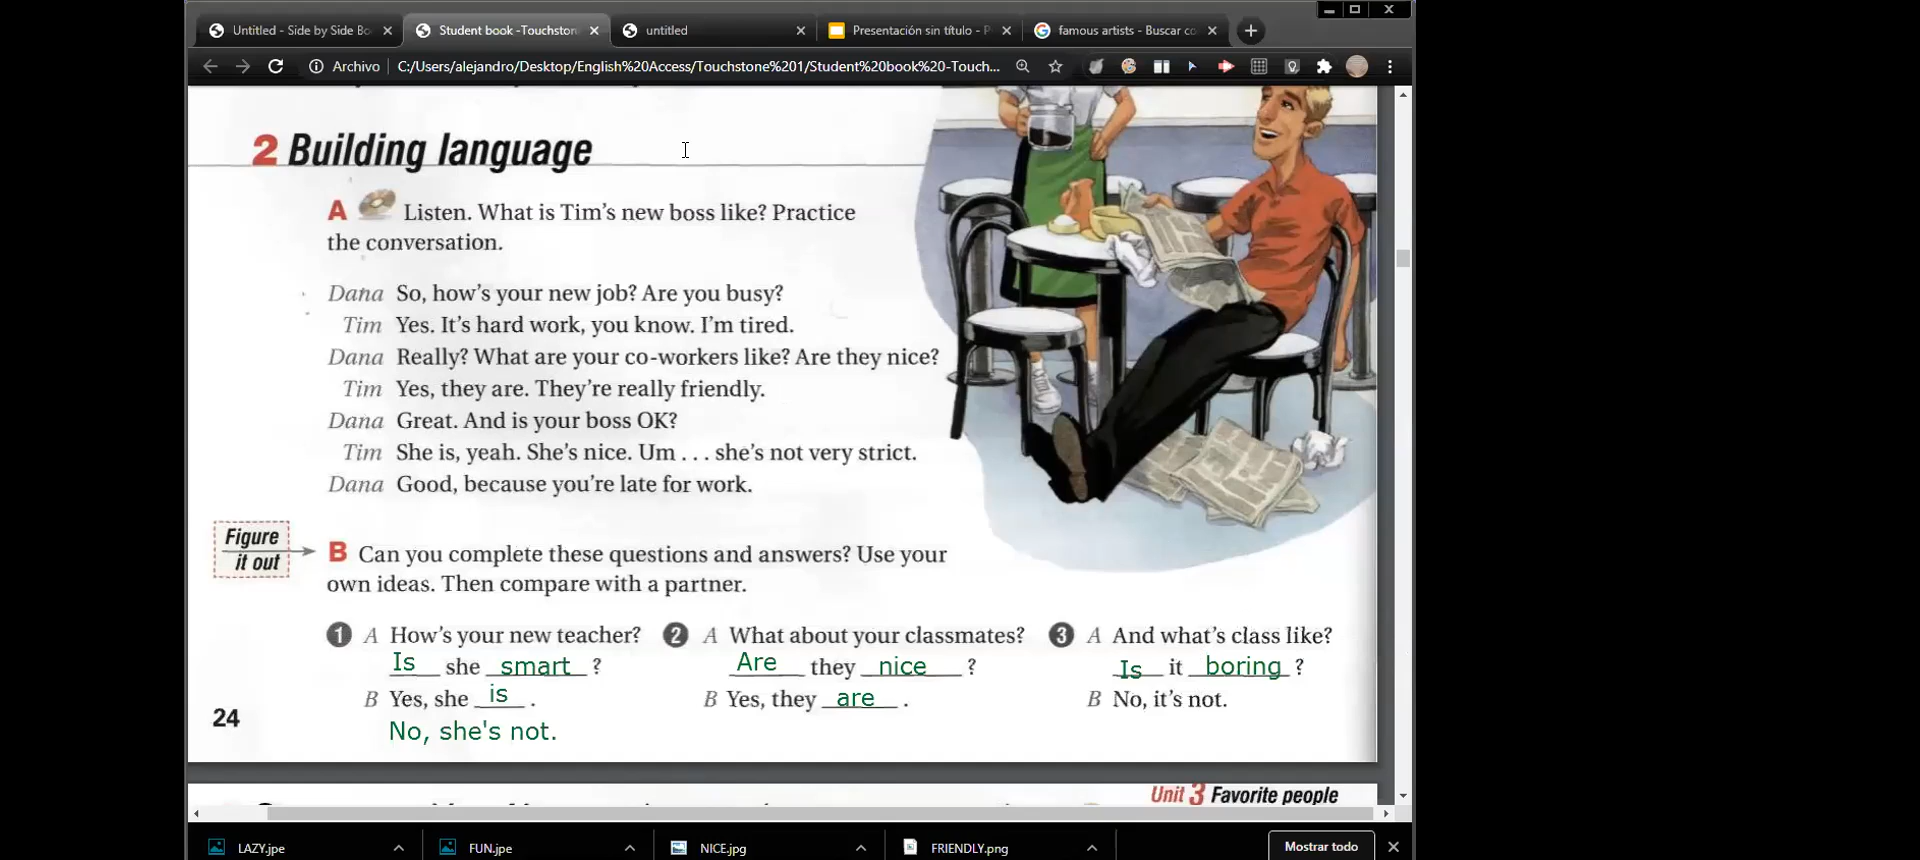 Untitled - Side by Side Bo
Student book -Touchston
untitled
Presentación sin título - P
famous artists - Buscar co
Archivo
C:/Users/alejandro/Desktop/English%20Access/Touchstone%201/Student%20book%20-Touch...
2 Building language
A Listen. What is Tim's new boss like? Practice
the conversation.
Dana So, how's your new job? Are you busy?
Tim Yes. It's hard work, you know. I'm tired.
Dana Really? What are your co-workers like? Are they nice?
Tim Yes, they are. They're really friendly.
Dana Great. And is your boss OK?
Tim She is, yeah. She's nice. Um . . . she's not very strict.
Dana Good, because you're late for work.
Figure
it out
B Can you complete these questions and answers? Use your
own ideas. Then compare with a partner.
1 A How's your new teacher?
Is she smart ?
B Yes, she is .
No, she's not.
2 A What about your classmates?
Are they nice ?
B Yes, they are .
3 A And what's class like?
Is it boring ?
B No, it's not.
24
Unit 3 Favorite people
LAZY.jpe
FUN.jpe
NICE.jpg
FRIENDLY.png
Mostrar todo